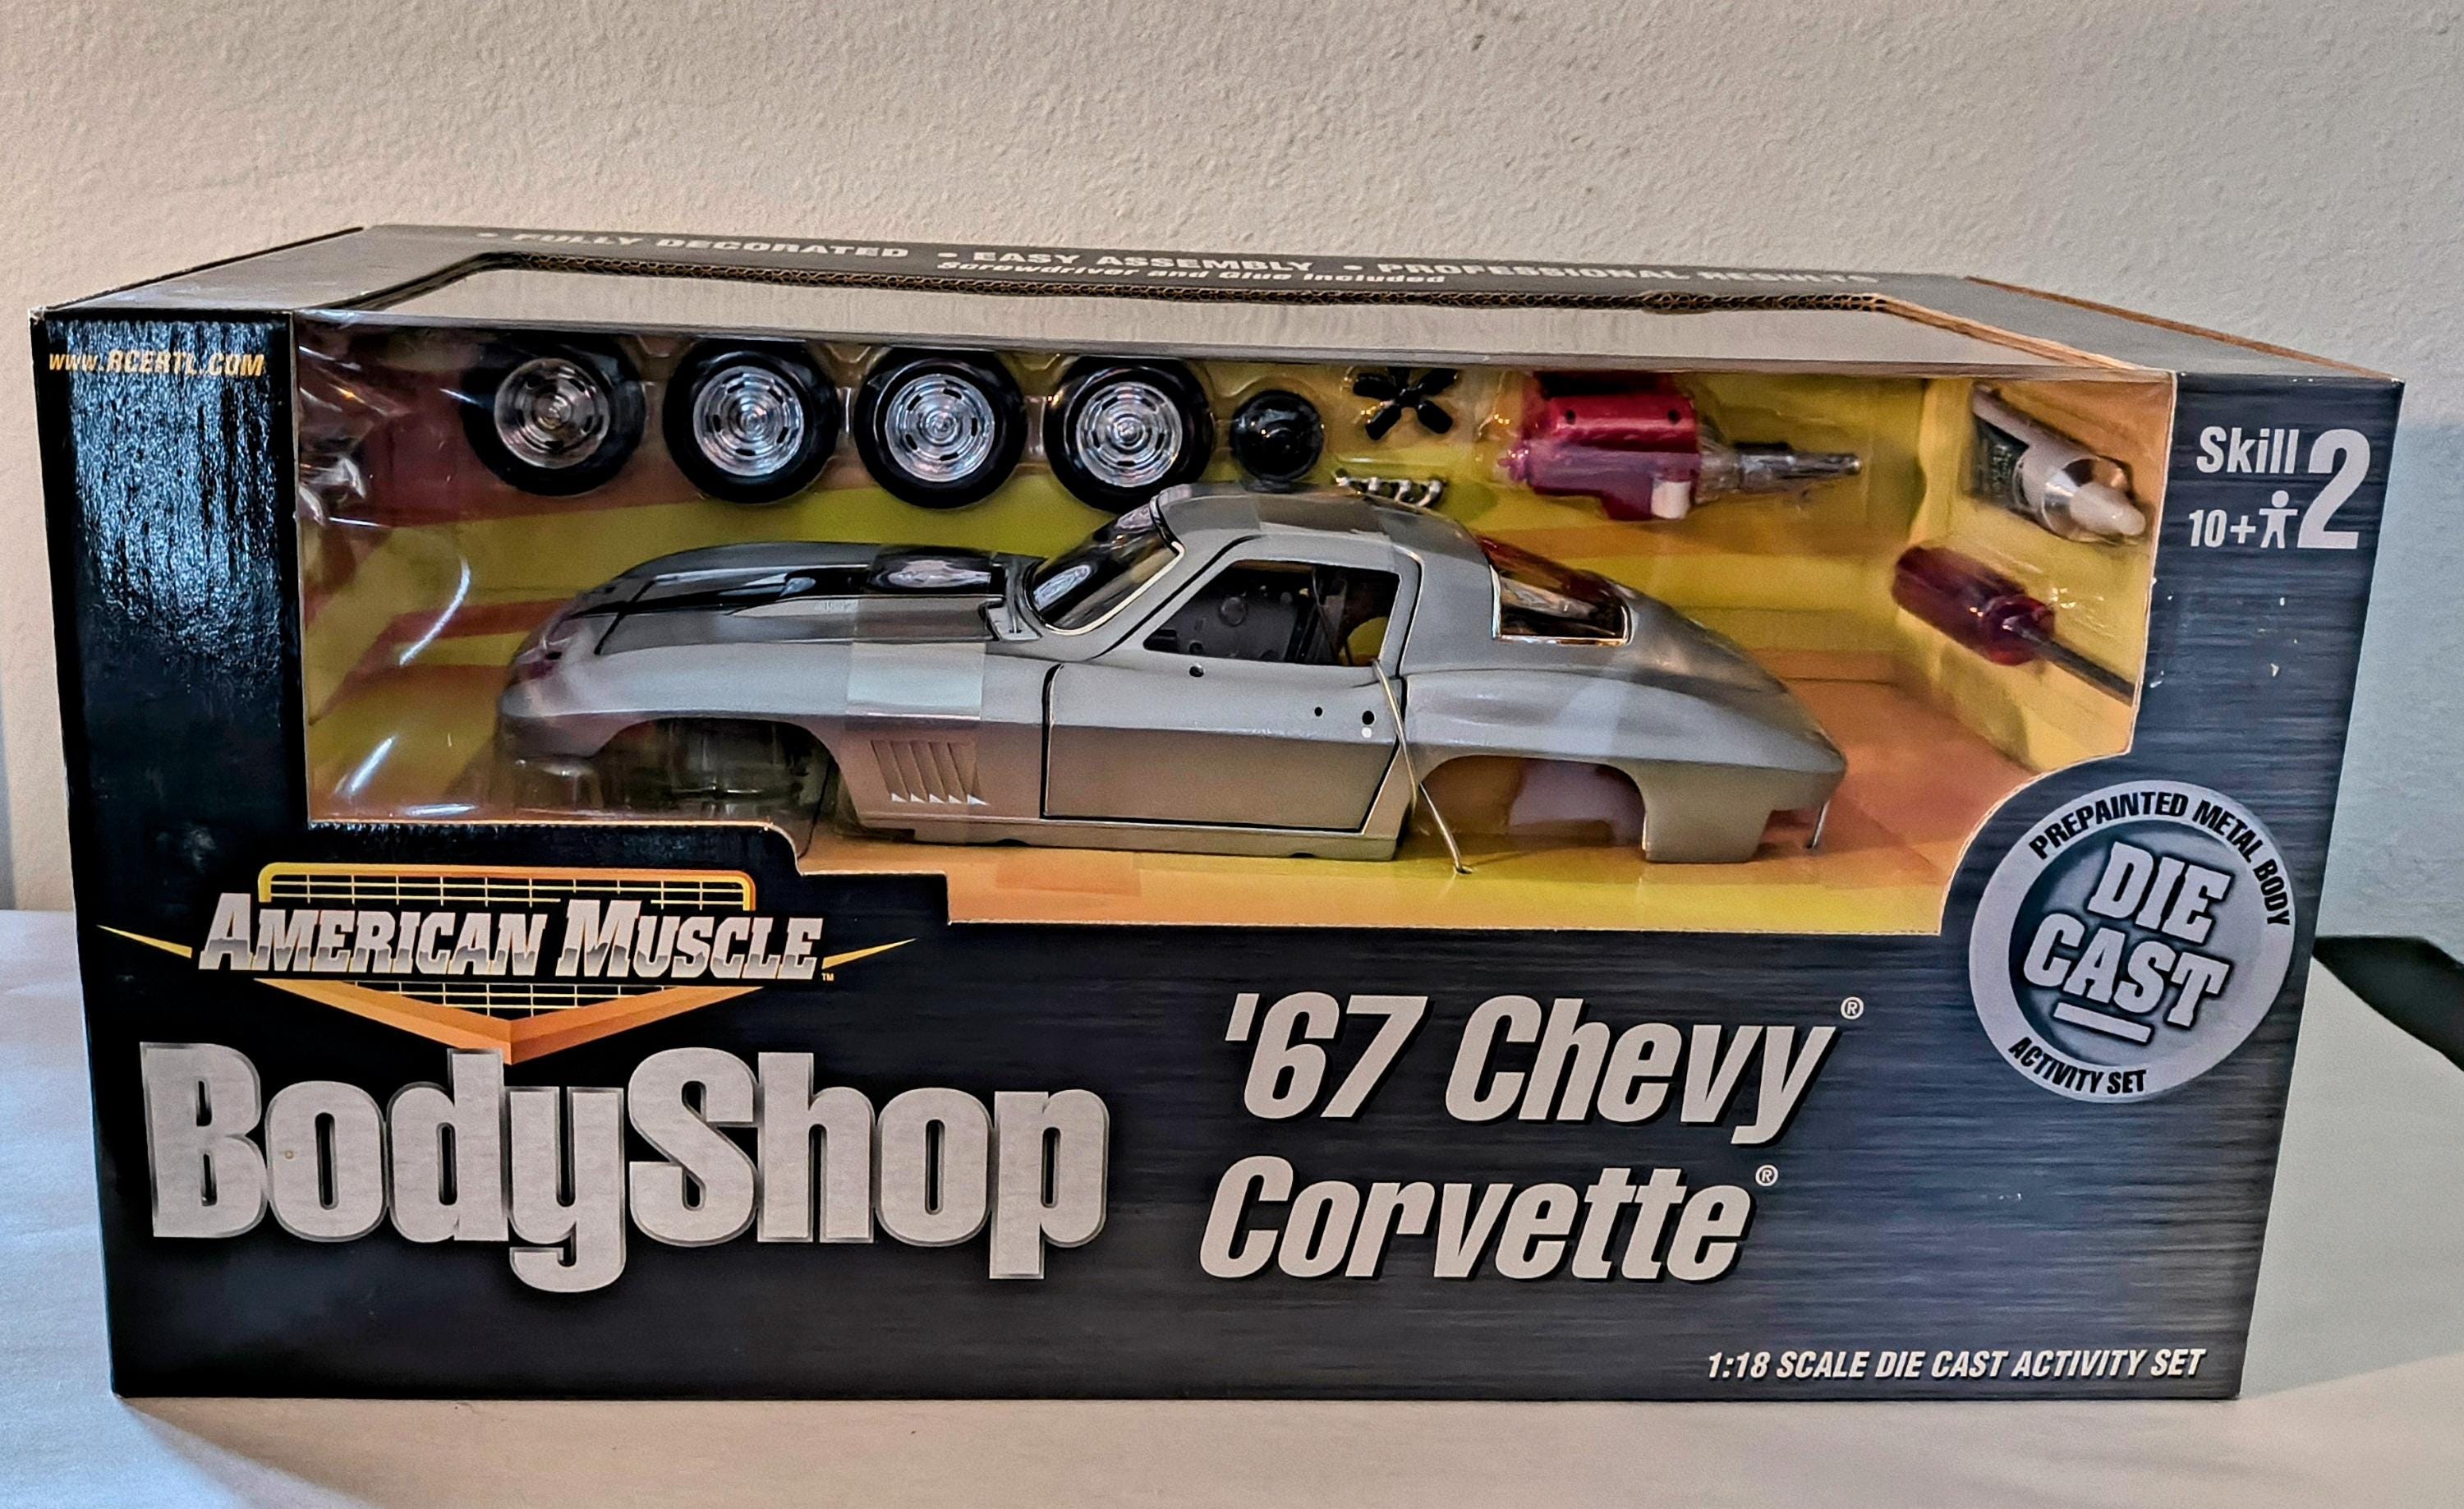 • FULLY DECORATED • EASY ASSEMBLY • PROFESSIONAL RESULTS
Screwdriver and Glue Included
www.RCERTL.COM
Skill 2
10+
PREPAINTED METAL BODY
DIE
CAST
ACTIVITY SET
AMERICAN MUSCLE™
BodyShop
'67 Chevy®
Corvette®
1:18 SCALE DIE CAST ACTIVITY SET